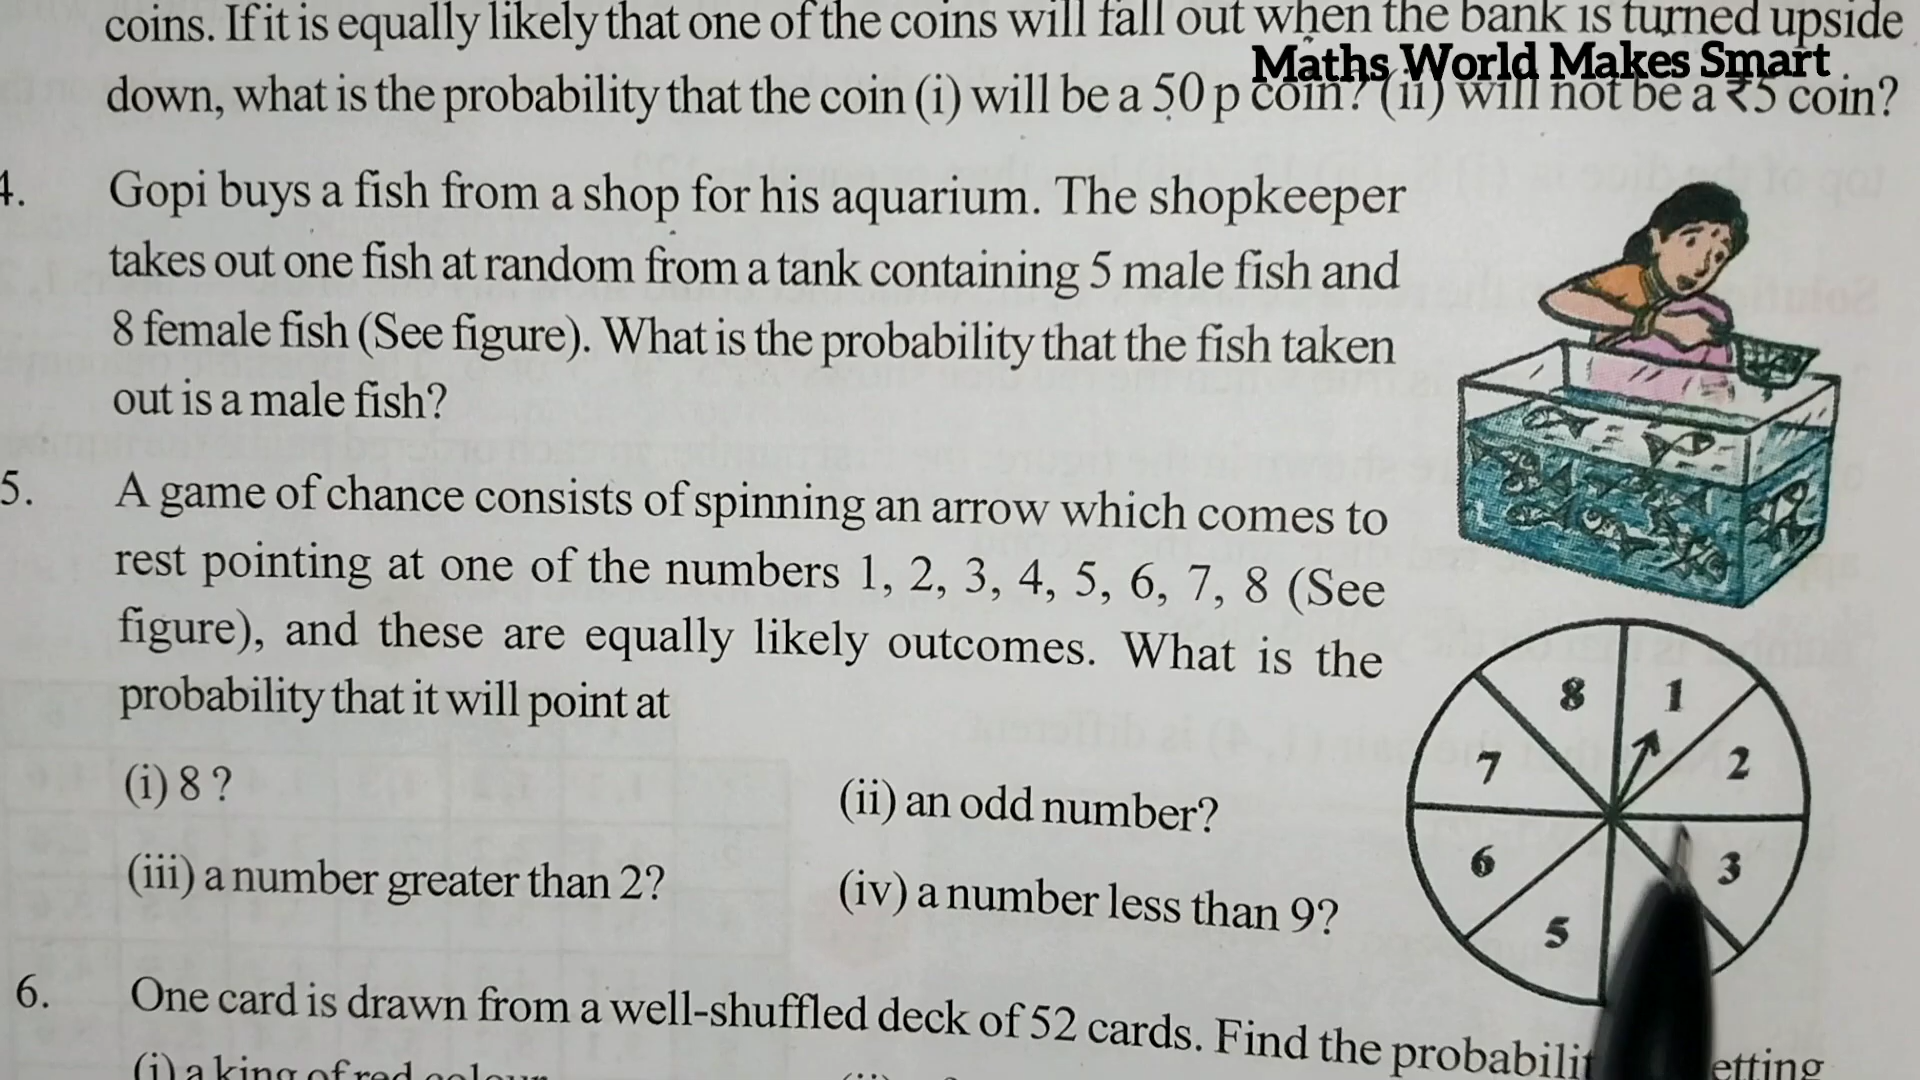 coins. If it is equally likely that one of the coins will fall out when the bank is turned upside
Maths World Makes Smart
down, what is the probability that the coin (i) will be a 50 p coin? (ii) will not be a ₹5 coin?
4. Gopi buys a fish from a shop for his aquarium. The shopkeeper
takes out one fish at random from a tank containing 5 male fish and
8 female fish (See figure). What is the probability that the fish taken
out is a male fish?
5. A game of chance consists of spinning an arrow which comes to
rest pointing at one of the numbers 1, 2, 3, 4, 5, 6, 7, 8 (See
figure), and these are equally likely outcomes. What is the
probability that it will point at
(i) 8 ?
(ii) an odd number?
(iii) a number greater than 2?
(iv) a number less than 9?
8 1
7 2
6 3
5
6. One card is drawn from a well-shuffled deck of 52 cards. Find the probabilit etting
(i) a king of red colour